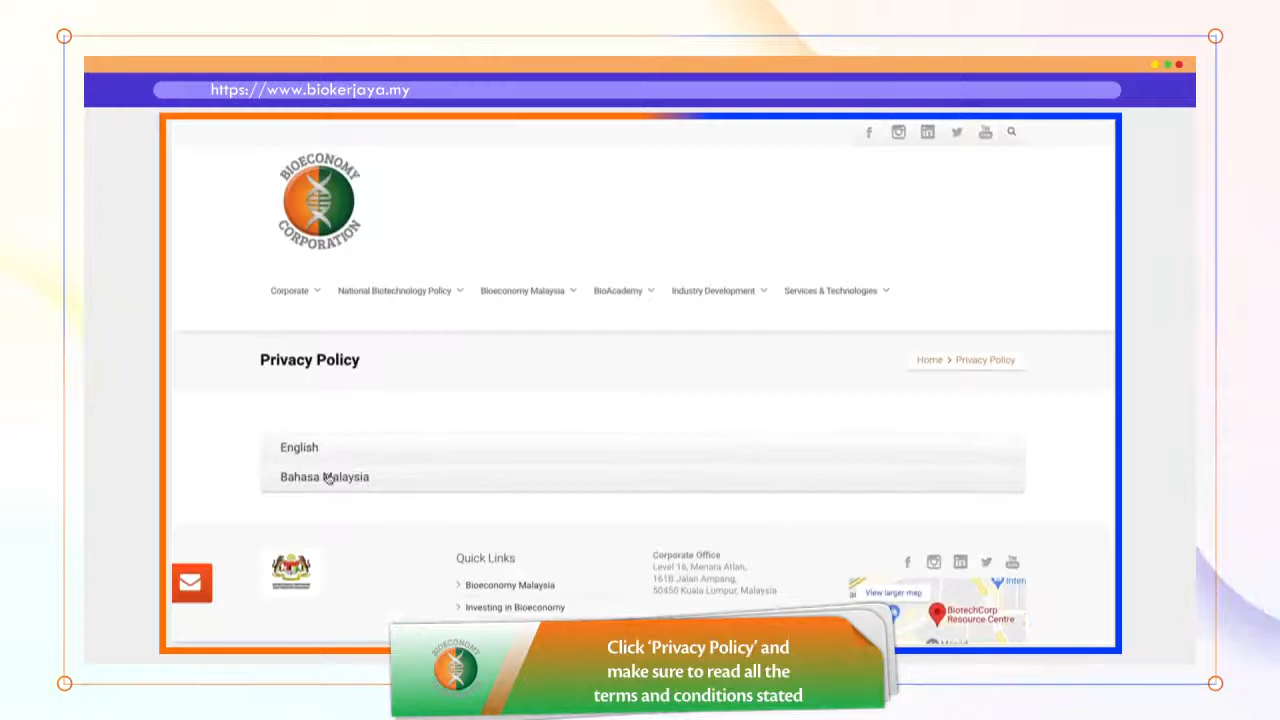 https://www.biokerjaya.my
BIOECONOMY
CORPORATION
Corporate National Biotechnology Policy Bioeconomy Malaysia BioAcademy Industry Development Services & Technologies
Privacy Policy
Home > Privacy Policy
English
Bahasa Malaysia
Quick Links
Bioeconomy Malaysia
Investing in Bioeconomy
Corporate Office
Level 16, Menara Atlan,
161B Jalan Ampang,
50450 Kuala Lumpur, Malaysia
View larger map
BiotechCorp
Resource Centre
BIOECONOMY
CORPORATION
Click ‘Privacy Policy’ and
make sure to read all the
terms and conditions stated